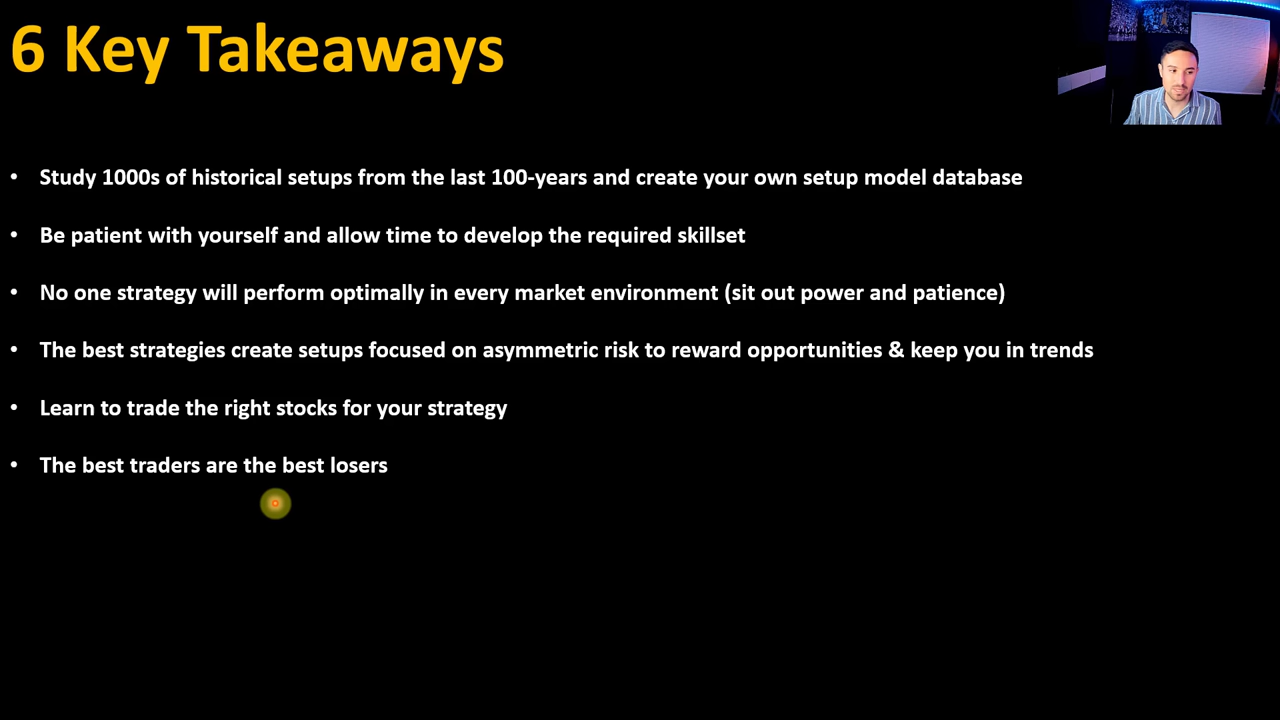 6 Key Takeaways
• Study 1000s of historical setups from the last 100-years and create your own setup model database
• Be patient with yourself and allow time to develop the required skillset
• No one strategy will perform optimally in every market environment (sit out power and patience)
• The best strategies create setups focused on asymmetric risk to reward opportunities & keep you in trends
• Learn to trade the right stocks for your strategy
• The best traders are the best losers